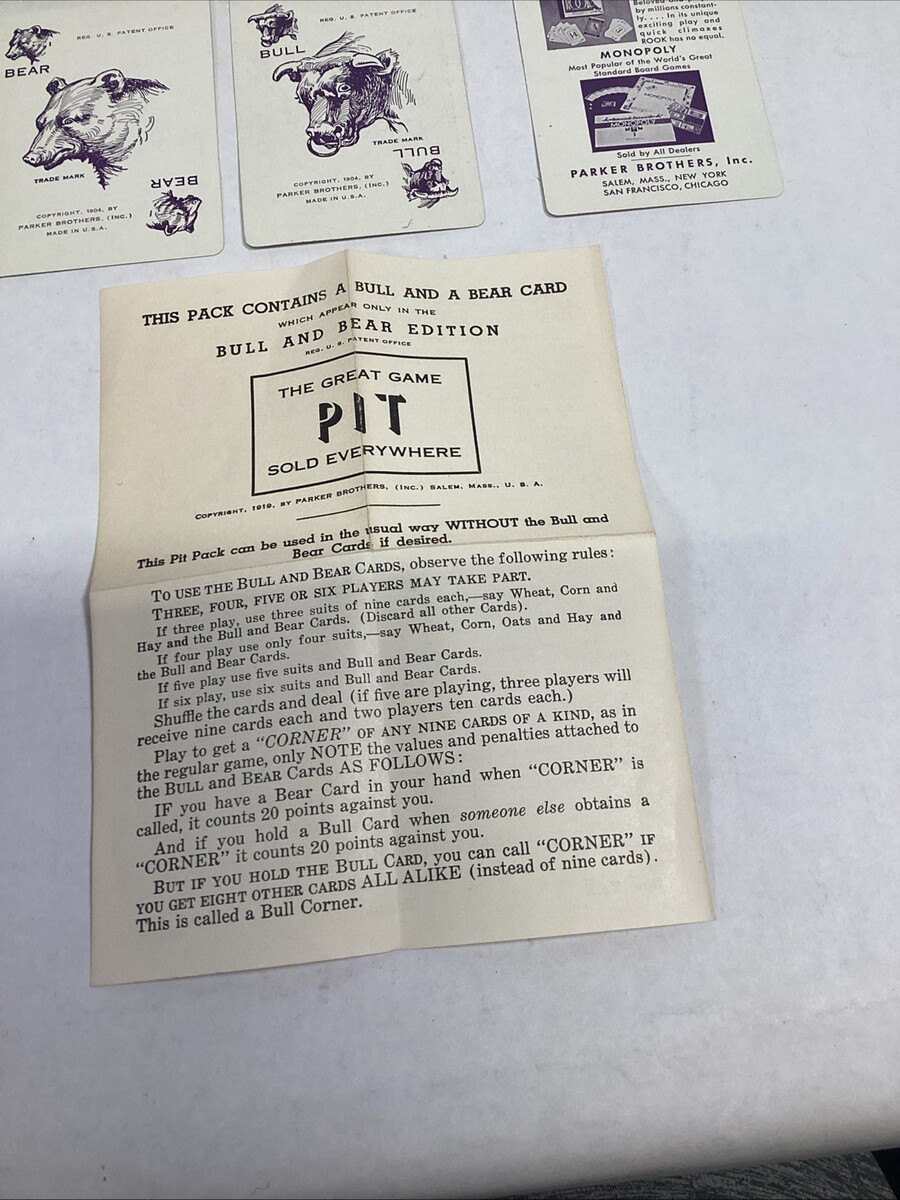 REG. U. S. PATENT OFFICE
BEAR
TRADE MARK
BEAR
COPYRIGHT, 1904, BY
PARKER BROTHERS, (INC.)
MADE IN U.S.A.
REG. U. S. PATENT OFFICE
BULL
TRADE MARK
BULL
COPYRIGHT, 1904, BY
PARKER BROTHERS, (INC.)
MADE IN U.S.A.
ROOK
Beloved and
by millions constant-
ly.... In its unique
exciting play and
quick climaxes
ROOK has no equal.
MONOPOLY
Most Popular of the World's Great
Standard Board Games
MONOPOLY
MONOPOLY
Sold by All Dealers
PARKER BROTHERS, Inc.
SALEM, MASS., NEW YORK
SAN FRANCISCO, CHICAGO
THIS PACK CONTAINS A BULL AND A BEAR CARD
WHICH APPEAR ONLY IN THE
BULL AND BEAR EDITION
REG. U. S. PATENT OFFICE
THE GREAT GAME
PIT
SOLD EVERYWHERE
COPYRIGHT, 1919, BY PARKER BROTHERS, (INC.) SALEM, MASS., U. S. A.
This Pit Pack can be used in the usual way WITHOUT the Bull and
Bear Cards if desired.
TO USE THE BULL AND BEAR CARDS, observe the following rules:
THREE, FOUR, FIVE OR SIX PLAYERS MAY TAKE PART.
If three play, use three suits of nine cards each,—say Wheat, Corn and
Hay and the Bull and Bear Cards. (Discard all other Cards).
If four play use only four suits,—say Wheat, Corn, Oats and Hay and
the Bull and Bear Cards.
If five play use five suits and Bull and Bear Cards.
If six play, use six suits and Bull and Bear Cards.
Shuffle the cards and deal (if five are playing, three players will
receive nine cards each and two players ten cards each.)
Play to get a "CORNER" OF ANY NINE CARDS OF A KIND, as in
the regular game, only NOTE the values and penalties attached to
the BULL and BEAR Cards AS FOLLOWS:
IF you have a Bear Card in your hand when "CORNER" is
called, it counts 20 points against you.
And if you hold a Bull Card when someone else obtains a
"CORNER" it counts 20 points against you.
BUT IF YOU HOLD THE BULL CARD, you can call "CORNER" IF
YOU GET EIGHT OTHER CARDS ALL ALIKE (instead of nine cards).
This is called a Bull Corner.